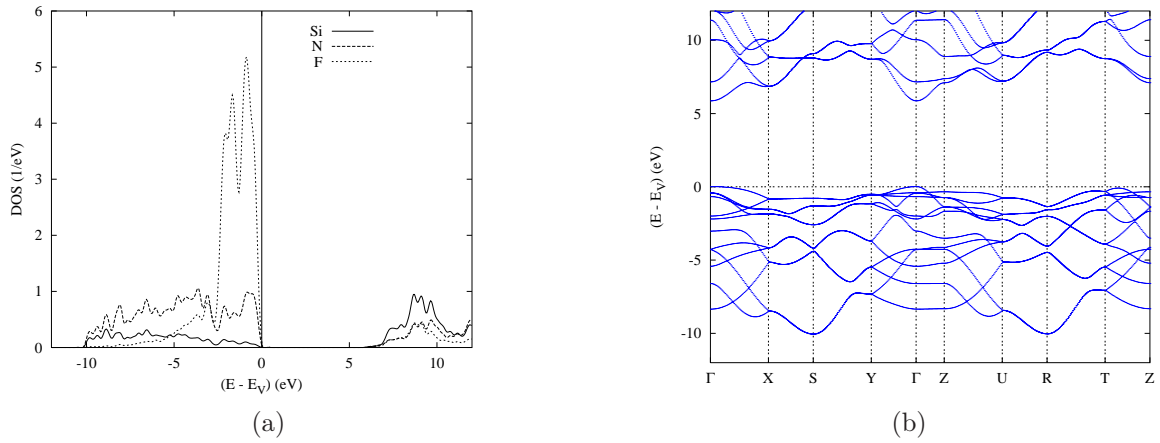 6
5
4
3
2
1
0
DOS (1/eV)
Si
N
F
-10
-5
0
5
10
(E - E_V) (eV)
(a)
10
5
0
-5
-10
(E - E_V) (eV)
Γ X S Y Γ Z U R T Z
(b)